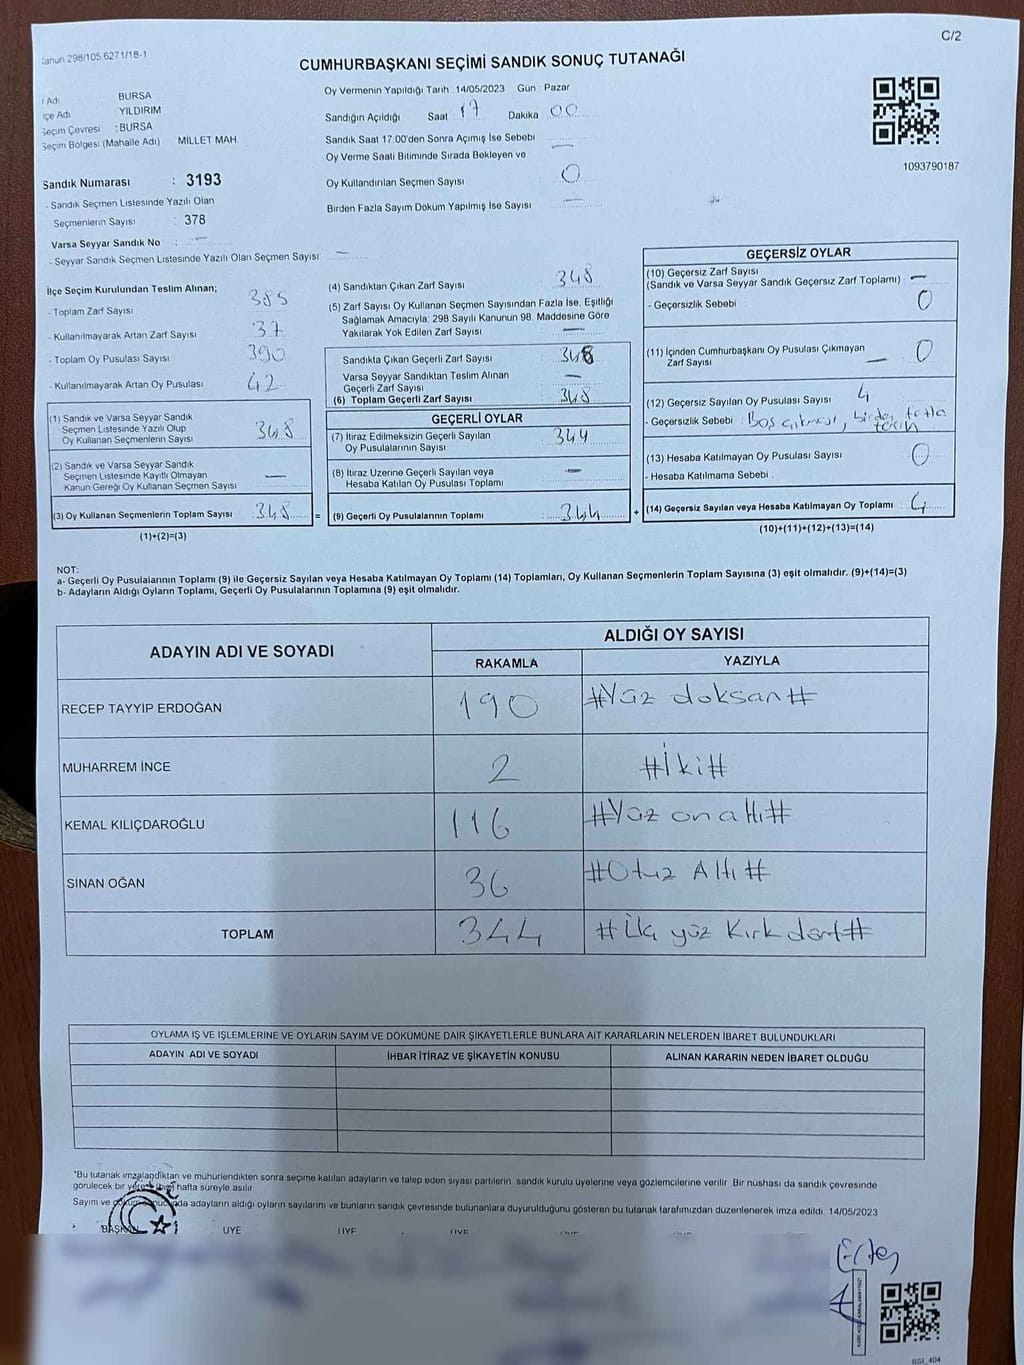 C/2
Kanun 298/105.6271/18-1
CUMHURBAŞKANI SEÇİMİ SANDIK SONUÇ TUTANAĞI
l Adı BURSA
lçe Adı YILDIRIM
Seçim Çevresi : BURSA
Seçim Bölgesi (Mahalle Adı) MİLLET MAH
Sandık Numarası : 3193
- Sandık Seçmen Listesinde Yazılı Olan
Seçmenlerin Sayısı : 378
Varsa Seyyar Sandık No : —
- Seyyar Sandık Seçmen Listesinde Yazılı Olan Seçmen Sayısı —
Oy Vermenin Yapıldığı Tarih 14/05/2023 Gün Pazar
Sandığın Açıldığı Saat 17 Dakika 00
Sandık Saat 17.00'den Sonra Açılmış İse Sebebi —
Oy Verme Saati Bitiminde Sırada Bekleyen ve
Oy Kullandırılan Seçmen Sayısı 0
Birden Fazla Sayım Döküm Yapılmış İse Sayısı —
1093790187
İlçe Seçim Kurulundan Teslim Alınan;
- Toplam Zarf Sayısı 385
- Kullanılmayarak Artan Zarf Sayısı 37
- Toplam Oy Pusulası Sayısı 390
- Kullanılmayarak Artan Oy Pusulası 42
(1) Sandık ve Varsa Seyyar Sandık
Seçmen Listesinde Yazılı Olup
Oy Kullanan Seçmenlerin Sayısı 348
(2) Sandık ve Varsa Seyyar Sandık
Seçmen Listesinde Kayıtlı Olmayan
Kanun Gereği Oy Kullanan Seçmen Sayısı —
(3) Oy Kullanan Seçmenlerin Toplam Sayısı 348 =
(1)+(2)=(3)
(4) Sandıktan Çıkan Zarf Sayısı 348
(5) Zarf Sayısı Oy Kullanan Seçmen Sayısından Fazla İse, Eşitliği
Sağlamak Amacıyla; 298 Sayılı Kanunun 98. Maddesine Göre
Yakılarak Yok Edilen Zarf Sayısı —
Sandıkta Çıkan Geçerli Zarf Sayısı 348
Varsa Seyyar Sandıktan Teslim Alınan
Geçerli Zarf Sayısı —
(6) Toplam Geçerli Zarf Sayısı 348
GEÇERLİ OYLAR
(7) İtiraz Edilmeksizin Geçerli Sayılan
Oy Pusulalarının Sayısı 344
(8) İtiraz Üzerine Geçerli Sayılan veya
Hesaba Katılan Oy Pusulası Toplamı —
(9) Geçerli Oy Pusulalarının Toplamı 344 +
GEÇERSİZ OYLAR
(10) Geçersiz Zarf Sayısı
(Sandık ve Varsa Seyyar Sandık Geçersiz Zarf Toplamı) —
- Geçersizlik Sebebi 0
(11) İçinden Cumhurbaşkanı Oy Pusulası Çıkmayan
Zarf Sayısı — 0
(12) Geçersiz Sayılan Oy Pusulası Sayısı 4
- Geçersizlik Sebebi : Boş çıkması, birden fazla
tercih
(13) Hesaba Katılmayan Oy Pusulası Sayısı 0
- Hesaba Katılmama Sebebi :
(14) Geçersiz Sayılan veya Hesaba Katılmayan Oy Toplamı 4
(10)+(11)+(12)+(13)=(14)
NOT:
a- Geçerli Oy Pusulalarının Toplamı (9) ile Geçersiz Sayılan veya Hesaba Katılmayan Oy Toplamı (14) Toplamları, Oy Kullanan Seçmenlerin Toplam Sayısına (3) eşit olmalıdır. (9)+(14)=(3)
b- Adayların Aldığı Oyların Toplamı, Geçerli Oy Pusulalarının Toplamına (9) eşit olmalıdır.
ADAYIN ADI VE SOYADI
ALDIĞI OY SAYISI
RAKAMLA YAZIYLA
RECEP TAYYİP ERDOĞAN 190 #Yüz doksan#
MUHARREM İNCE 2 #İki#
KEMAL KILIÇDAROĞLU 116 #Yüz on altı#
SİNAN OĞAN 36 #Otuz Altı#
TOPLAM 344 #Üç yüz Kırk dört#
OYLAMA İŞ VE İŞLEMLERİNE VE OYLARIN SAYIM VE DÖKÜMÜNE DAİR ŞİKAYETLERLE BUNLARA AİT KARARLARIN NELERDEN İBARET BULUNDUKLARI
ADAYIN ADI VE SOYADI İHBAR İTİRAZ VE ŞİKAYETİN KONUSU ALINAN KARARIN NEDEN İBARET OLDUĞU
*Bu tutanak imzalandıktan ve mühürlendikten sonra seçime katılan adayların ve talep eden siyasi partilerin sandık kurulu üyelerine veya gözlemcilerine verilir. Bir nüshası da sandık çevresinde
görülecek bir yere bir hafta süreyle asılır
Sayım ve döküm sonucunda adayların aldığı oyların sayılarını ve bunların sandık çevresinde bulunanlara duyurulduğunu gösteren bu tutanak tarafımızdan düzenlenerek imza edildi. 14/05/2023
BAŞKAN ÜYE ÜYE ÜYE ÜYE ÜYE
BSI_404